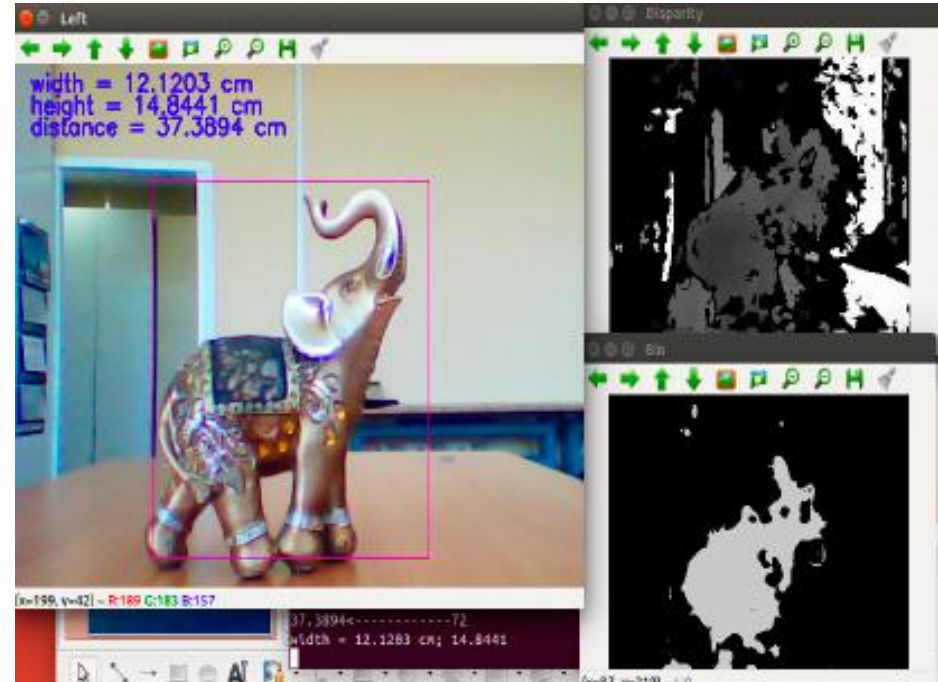 Left
width = 12.1203 cm
height = 14.8441 cm
distance = 37.3894 cm
(x=199, y=42) ~ R:189 G:183 B:157
Disparity
Bin
37.3894<------------72
width = 12.1203 cm; 14.8441
AI